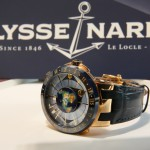 LYSSE NARD
SINCE 1846
LE LOCLE -